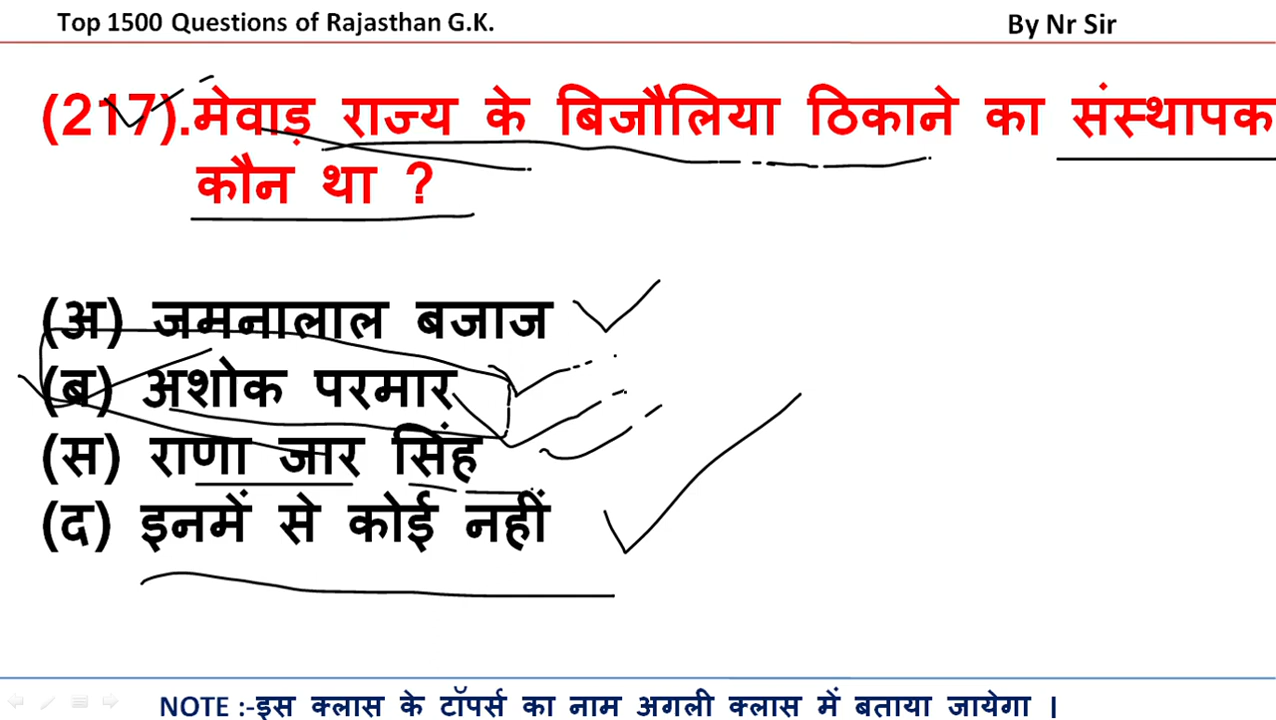 Top 1500 Questions of Rajasthan G.K. By Nr Sir
(217).मेवाड़ राज्य के बिजौलिया ठिकाने का संस्थापक
कौन था ?
(अ) जमनालाल बजाज
(ब) अशोक परमार
(स) राणा जार सिंह
(द) इनमें से कोई नहीं
NOTE :-इस क्लास के टॉपर्स का नाम अगली क्लास में बताया जायेगा ।